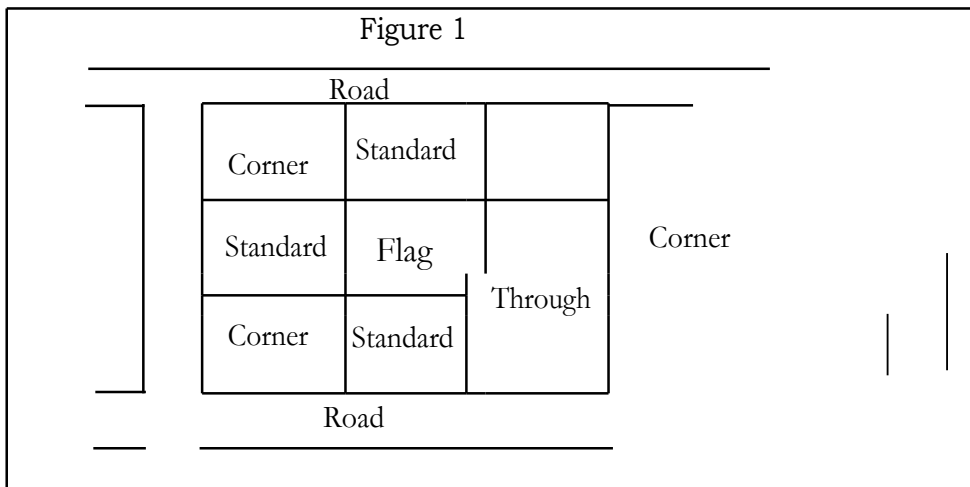 Figure 1
Road
Corner
Standard
Standard
Flag
Corner
Through
Corner
Standard
Road